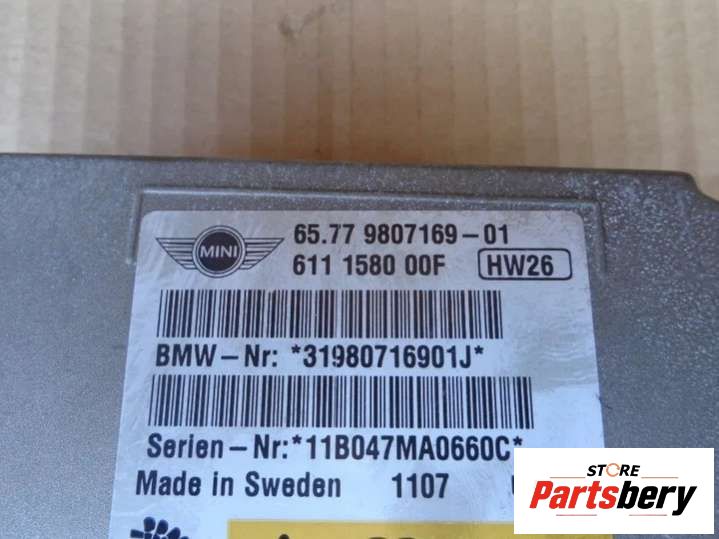 MINI
65.77 9807169-01
611 1580 00F HW26
BMW-Nr: *31980716901J*
Serien-Nr:*11B047MA0660C*
Made in Sweden 1107
STORE
Partsbery